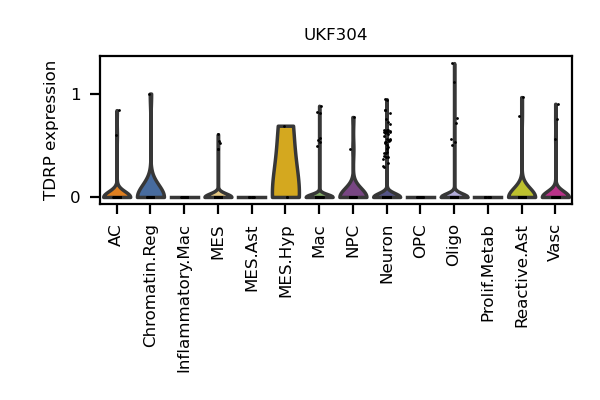 UKF304
TDRP expression
1
0
AC
Chromatin.Reg
Inflammatory.Mac
MES
MES.Ast
MES.Hyp
Mac
NPC
Neuron
OPC
Oligo
Prolif.Metab
Reactive.Ast
Vasc